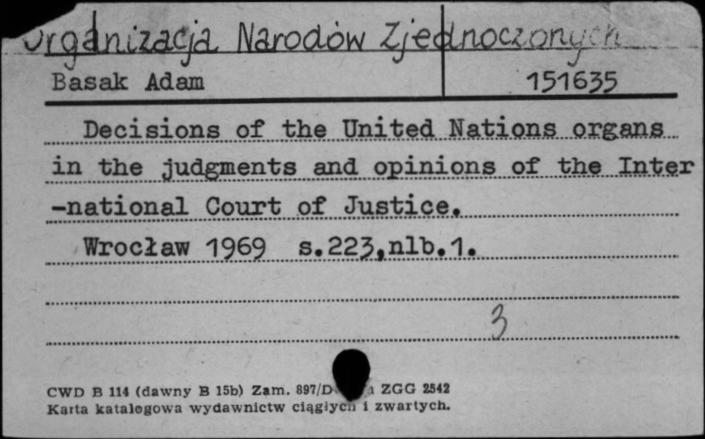 Organizacja Narodów Zjednoczonych
Basak Adam 151635
Decisions of the United Nations organs
in the judgments and opinions of the Inter
-national Court of Justice.
Wrocław 1969 s.223,nlb.1.
3
CWD B 114 (dawny B 15b) Zam. 897/D ZGG 2542
Karta katalogowa wydawnictw ciągłych i zwartych.